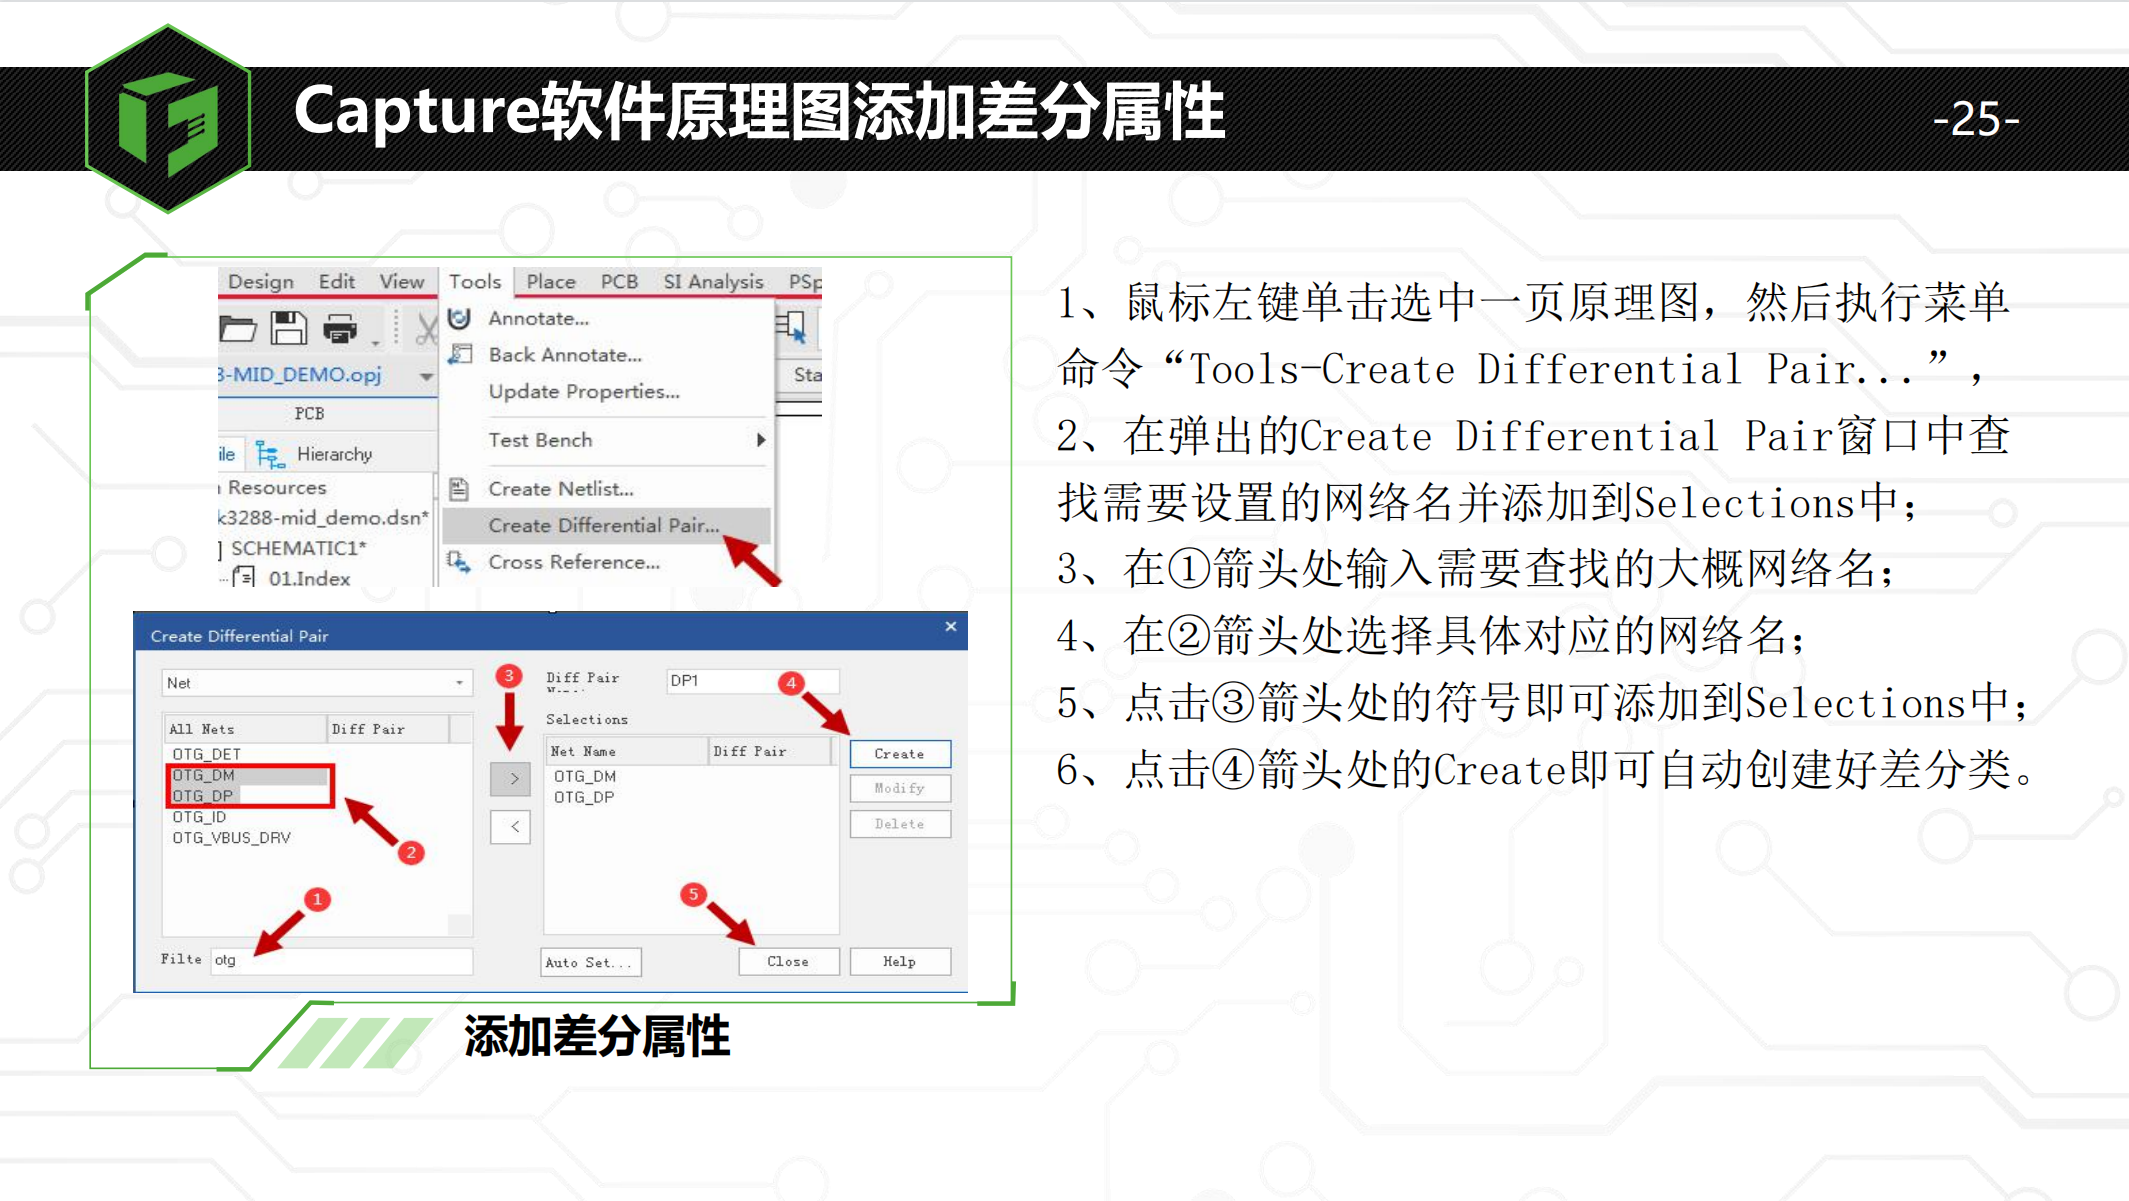 Capture软件原理图添加差分属性
-25-
Design Edit View Tools Place PCB SI Analysis PSp
Annotate...
Back Annotate...
3-MID_DEMO.opj
Sta
Update Properties...
PCB
Test Bench
ile Hierarchy
Resources
Create Netlist...
k3288-mid_demo.dsn*
Create Differential Pair...
SCHEMATIC1*
Cross Reference...
01.Index
Create Differential Pair
Net
3
Diff Pair
DP1
4
Selections
All Nets Diff Pair
Net Name Diff Pair
Create
OTG_DET
OTG_DM
OTG_DP
OTG_ID
OTG_VBUS_DRV
>
<
OTG_DM
OTG_DP
Modify
Delete
2
1
5
Filte otg
Auto Set...
Close
Help
添加差分属性
1、鼠标左键单击选中一页原理图，然后执行菜单
命令“Tools-Create Differential Pair...”，
2、在弹出的Create Differential Pair窗口中查
找需要设置的网络名并添加到Selections中；
3、在①箭头处输入需要查找的大概网络名；
4、在②箭头处选择具体对应的网络名；
5、点击③箭头处的符号即可添加到Selections中；
6、点击④箭头处的Create即可自动创建好差分类。